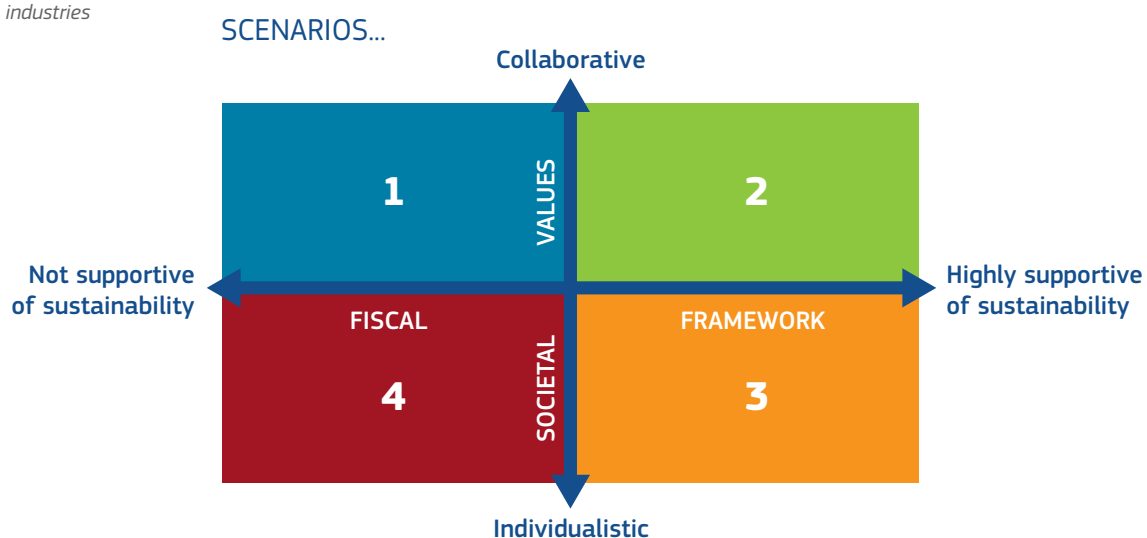 industries
SCENARIOS...
Collaborative
1
VALUES
2
Not supportive
of sustainability
Highly supportive
of sustainability
FISCAL
FRAMEWORK
4
SOCIETAL
3
Individualistic